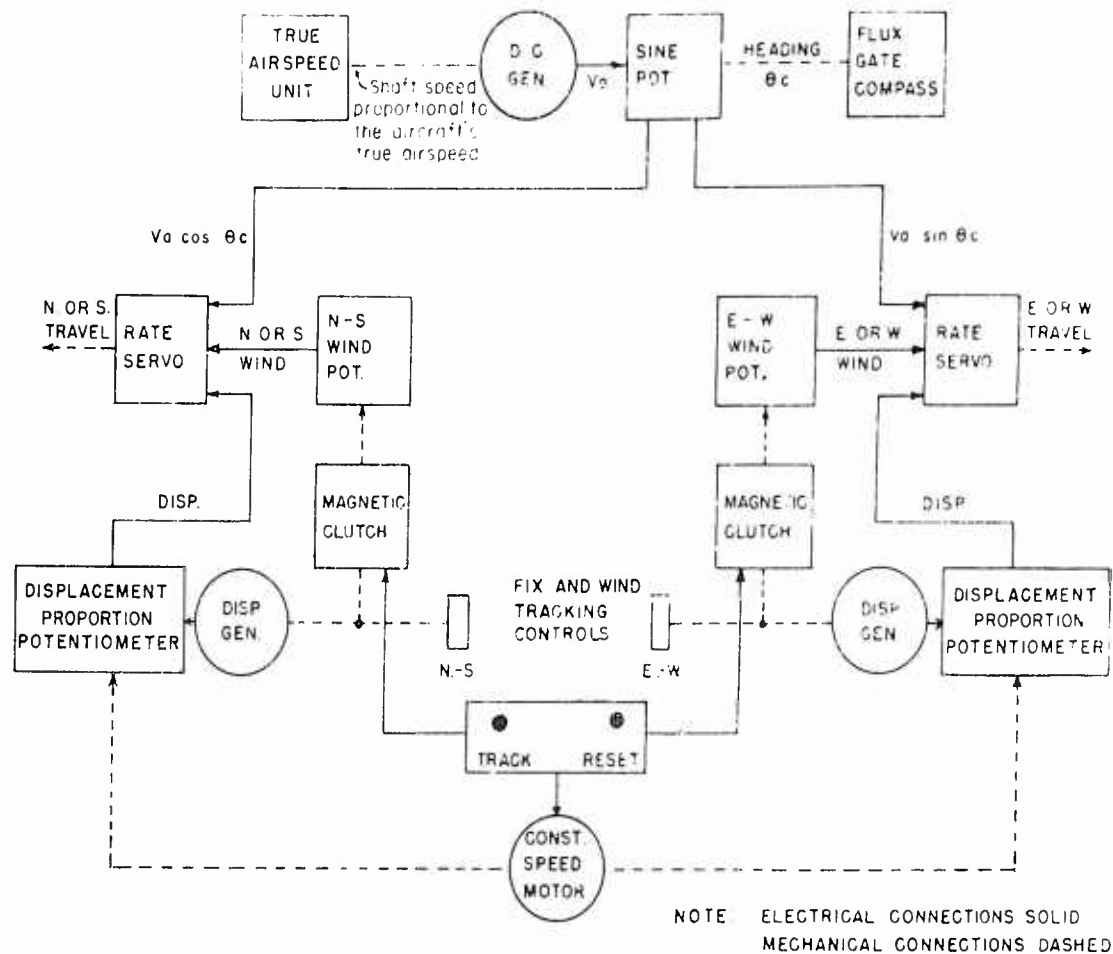 TRUE
AIRSPEED
UNIT
Shaft speed
proportional to
the aircraft's
true airspeed
D.C.
GEN.
Va
SINE
POT.
HEADING
θc
FLUX
GATE
COMPASS
Va cos θc
Va sin θc
N. OR S.
TRAVEL
RATE
SERVO
N OR S
WIND
N-S
WIND
POT.
E-W
WIND
POT.
E OR W
WIND
RATE
SERVO
E OR W
TRAVEL
DISP.
MAGNETIC
CLUTCH
MAGNETIC
CLUTCH
DISP
DISPLACEMENT
PROPORTION
POTENTIOMETER
DISP
GEN.
FIX AND WIND
TRACKING
CONTROLS
N.-S
E.-W
DISP
GEN.
DISPLACEMENT
PROPORTION
POTENTIOMETER
TRACK
RESET
CONST.
SPEED
MOTOR
NOTE ELECTRICAL CONNECTIONS SOLID
MECHANICAL CONNECTIONS DASHED